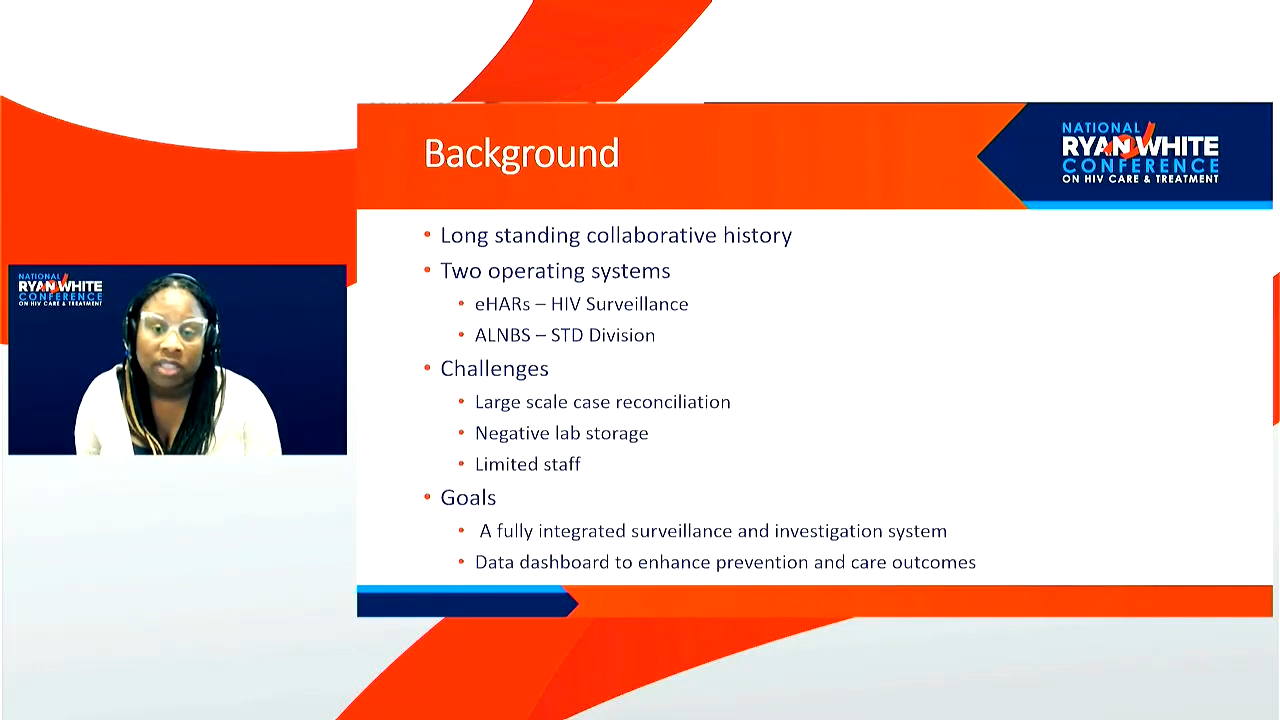 Background
NATIONAL
RYAN WHITE
CONFERENCE
ON HIV CARE & TREATMENT
• Long standing collaborative history
• Two operating systems
• eHARs – HIV Surveillance
• ALNBS – STD Division
• Challenges
• Large scale case reconciliation
• Negative lab storage
• Limited staff
• Goals
• A fully integrated surveillance and investigation system
• Data dashboard to enhance prevention and care outcomes
NATIONAL
RYAN WHITE
CONFERENCE
ON HIV CARE & TREATMENT